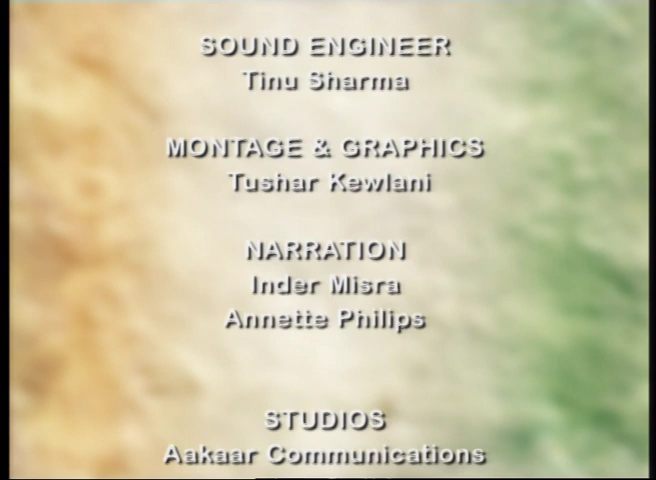 SOUND ENGINEER
Tinu Sharma
MONTAGE & GRAPHICS
Tushar Kewlani
NARRATION
Inder Misra
Annette Philips
STUDIOS
Aakaar Communications